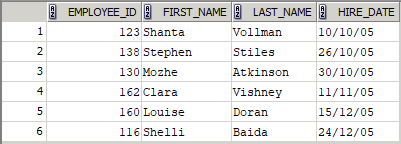 EMPLOYEE_ID FIRST_NAME LAST_NAME HIRE_DATE
1 123 Shanta Vollman 10/10/05
2 138 Stephen Stiles 26/10/05
3 130 Mozhe Atkinson 30/10/05
4 162 Clara Vishney 11/11/05
5 160 Louise Doran 15/12/05
6 116 Shelli Baida 24/12/05